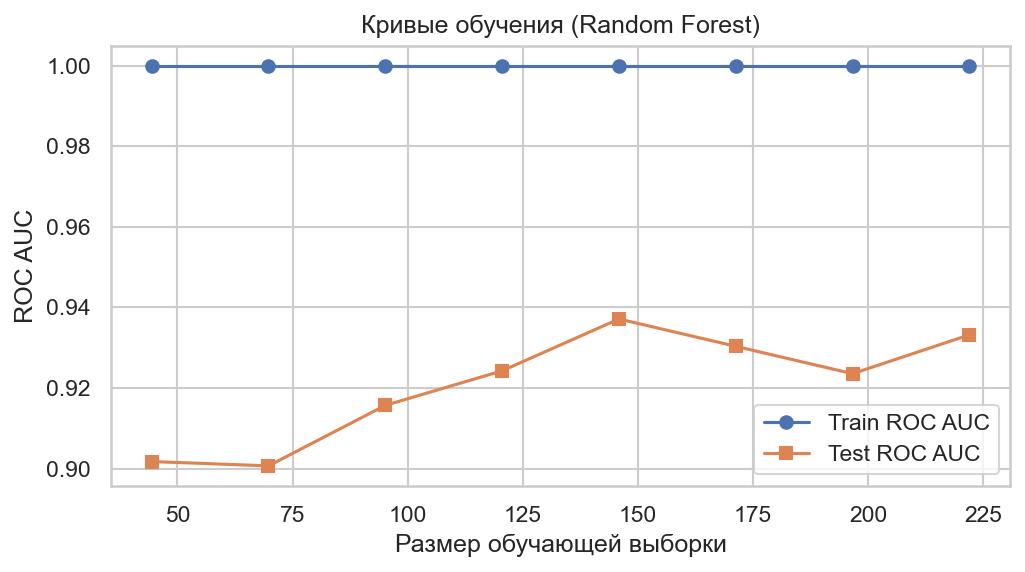 Кривые обучения (Random Forest)
ROC AUC
1.00
0.98
0.96
0.94
0.92
0.90
Train ROC AUC
Test ROC AUC
50 75 100 125 150 175 200 225
Размер обучающей выборки